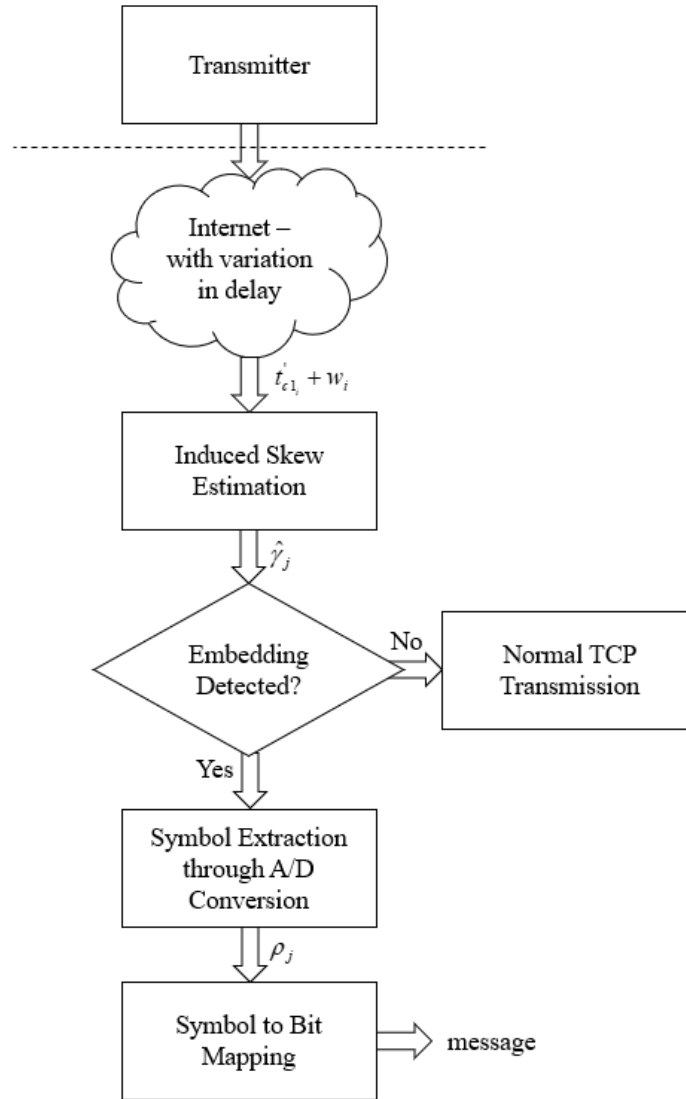 Transmitter
Internet –
with variation
in delay
t'c1i + wi
Induced Skew
Estimation
γ̂j
Embedding
Detected?
No
Normal TCP
Transmission
Yes
Symbol Extraction
through A/D
Conversion
ρj
Symbol to Bit
Mapping
message